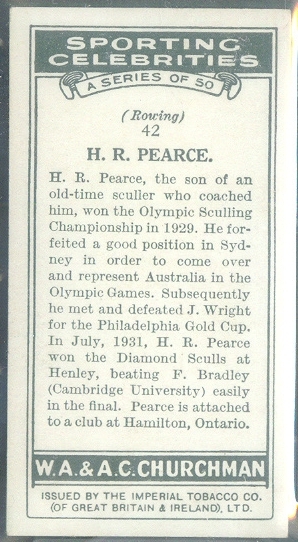 SPORTING
CELEBRITIES
A SERIES OF 50
(Rowing)
42
H. R. PEARCE.
H. R. Pearce, the son of an
old-time sculler who coached
him, won the Olympic Sculling
Championship in 1929. He for-
feited a good position in Syd-
ney in order to come over
and represent Australia in the
Olympic Games. Subsequently
he met and defeated J. Wright
for the Philadelphia Gold Cup.
In July, 1931, H. R. Pearce
won the Diamond Sculls at
Henley, beating F. Bradley
(Cambridge University) easily
in the final. Pearce is attached
to a club at Hamilton, Ontario.
W.A. & A.C. CHURCHMAN
ISSUED BY THE IMPERIAL TOBACCO CO.
(OF GREAT BRITAIN & IRELAND), LTD.